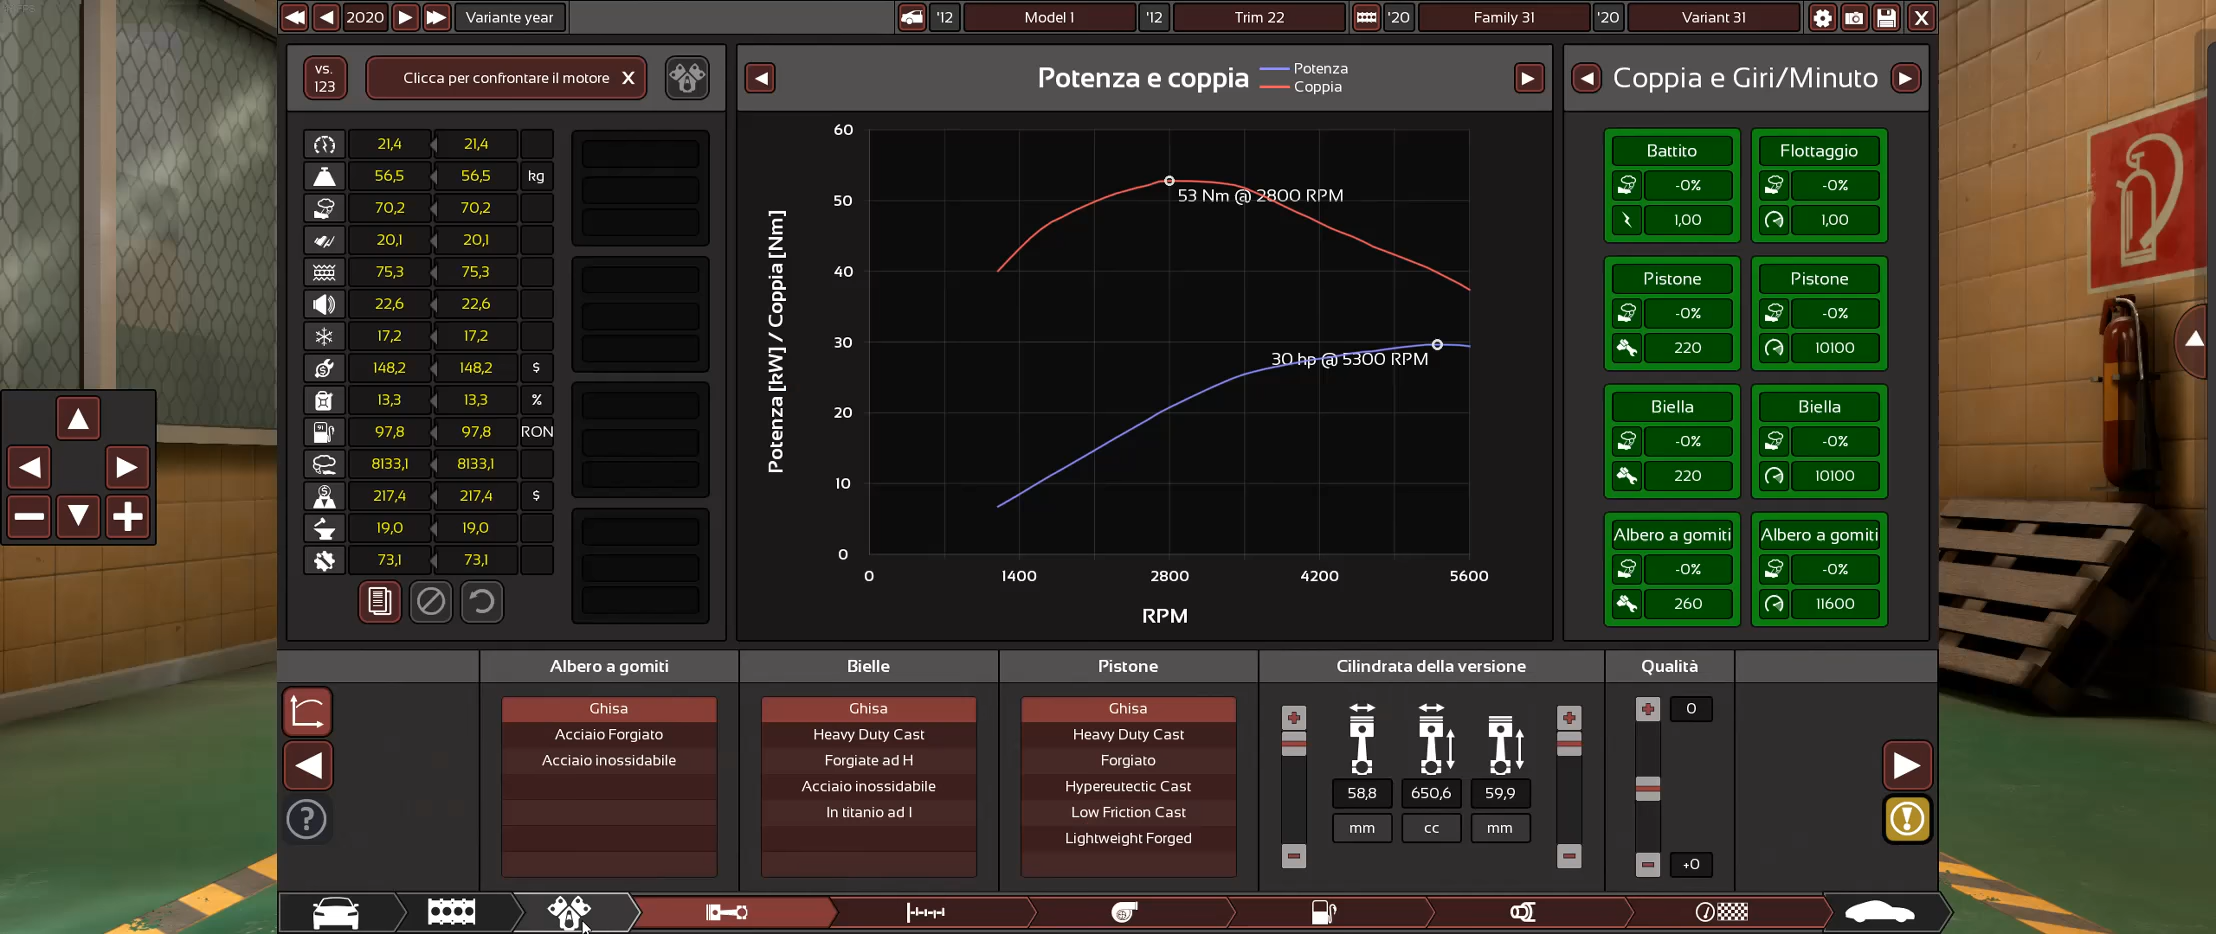 2020
Variante year
'12
Model 1
'12
Trim 22
'20
Family 31
'20
Variant 31
vs.
123
Clicca per confrontare il motore X
21,4 21,4
56,5 56,5 kg
70,2 70,2
20,1 20,1
75,3 75,3
22,6 22,6
17,2 17,2
148,2 148,2 $
13,3 13,3 %
97,8 97,8 RON
8133,1 8133,1
217,4 217,4 $
19,0 19,0
73,1 73,1
Potenza e coppia
Potenza
Coppia
Potenza [kW] / Coppia [Nm]
60
50
40
30
20
10
0
53 Nm @ 2800 RPM
30 hp @ 5300 RPM
0 1400 2800 4200 5600
RPM
Coppia e Giri/Minuto
Battito Flottaggio
-0% -0%
1,00 1,00
Pistone Pistone
-0% -0%
220 10100
Biella Biella
-0% -0%
220 10100
Albero a gomiti Albero a gomiti
-0% -0%
260 11600
Albero a gomiti
Ghisa
Acciaio Forgiato
Acciaio inossidabile
Bielle
Ghisa
Heavy Duty Cast
Forgiate ad H
Acciaio inossidabile
In titanio ad I
Pistone
Ghisa
Heavy Duty Cast
Forgiato
Hypereutectic Cast
Low Friction Cast
Lightweight Forged
Cilindrata della versione
58,8 650,6 59,9
mm cc mm
Qualità
0
+0